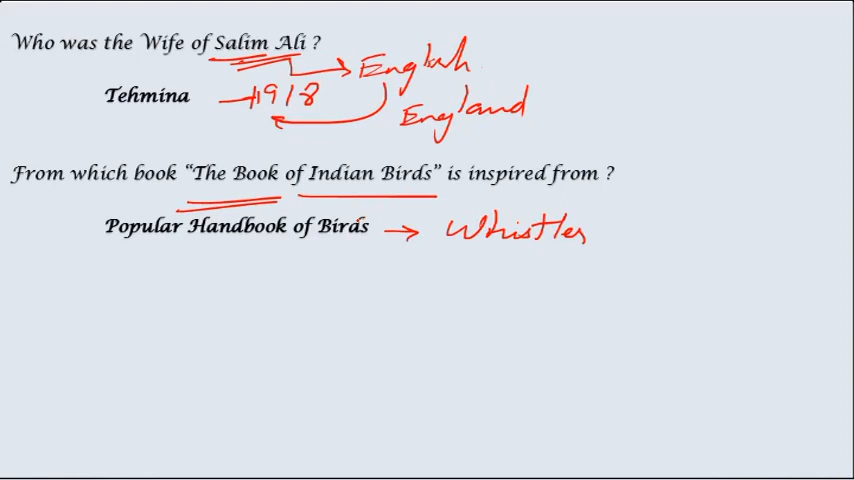 Who was the Wife of Salim Ali ?
English
Tehmina 1918
England
From which book “The Book of Indian Birds” is inspired from ?
Popular Handbook of Birds → Whistler